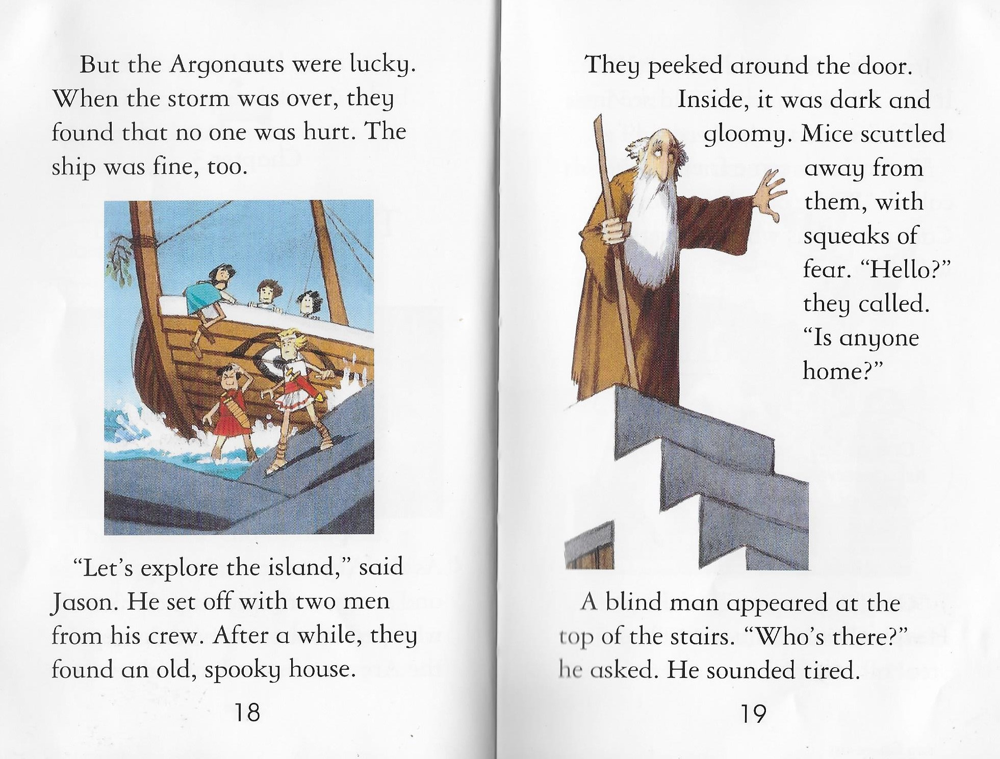 But the Argonauts were lucky.
When the storm was over, they
found that no one was hurt. The
ship was fine, too.
“Let’s explore the island,” said
Jason. He set off with two men
from his crew. After a while, they
found an old, spooky house.
18
They peeked around the door.
Inside, it was dark and
gloomy. Mice scuttled
away from
them, with
squeaks of
fear. “Hello?”
they called.
“Is anyone
home?”
A blind man appeared at the
top of the stairs. “Who’s there?”
he asked. He sounded tired.
19